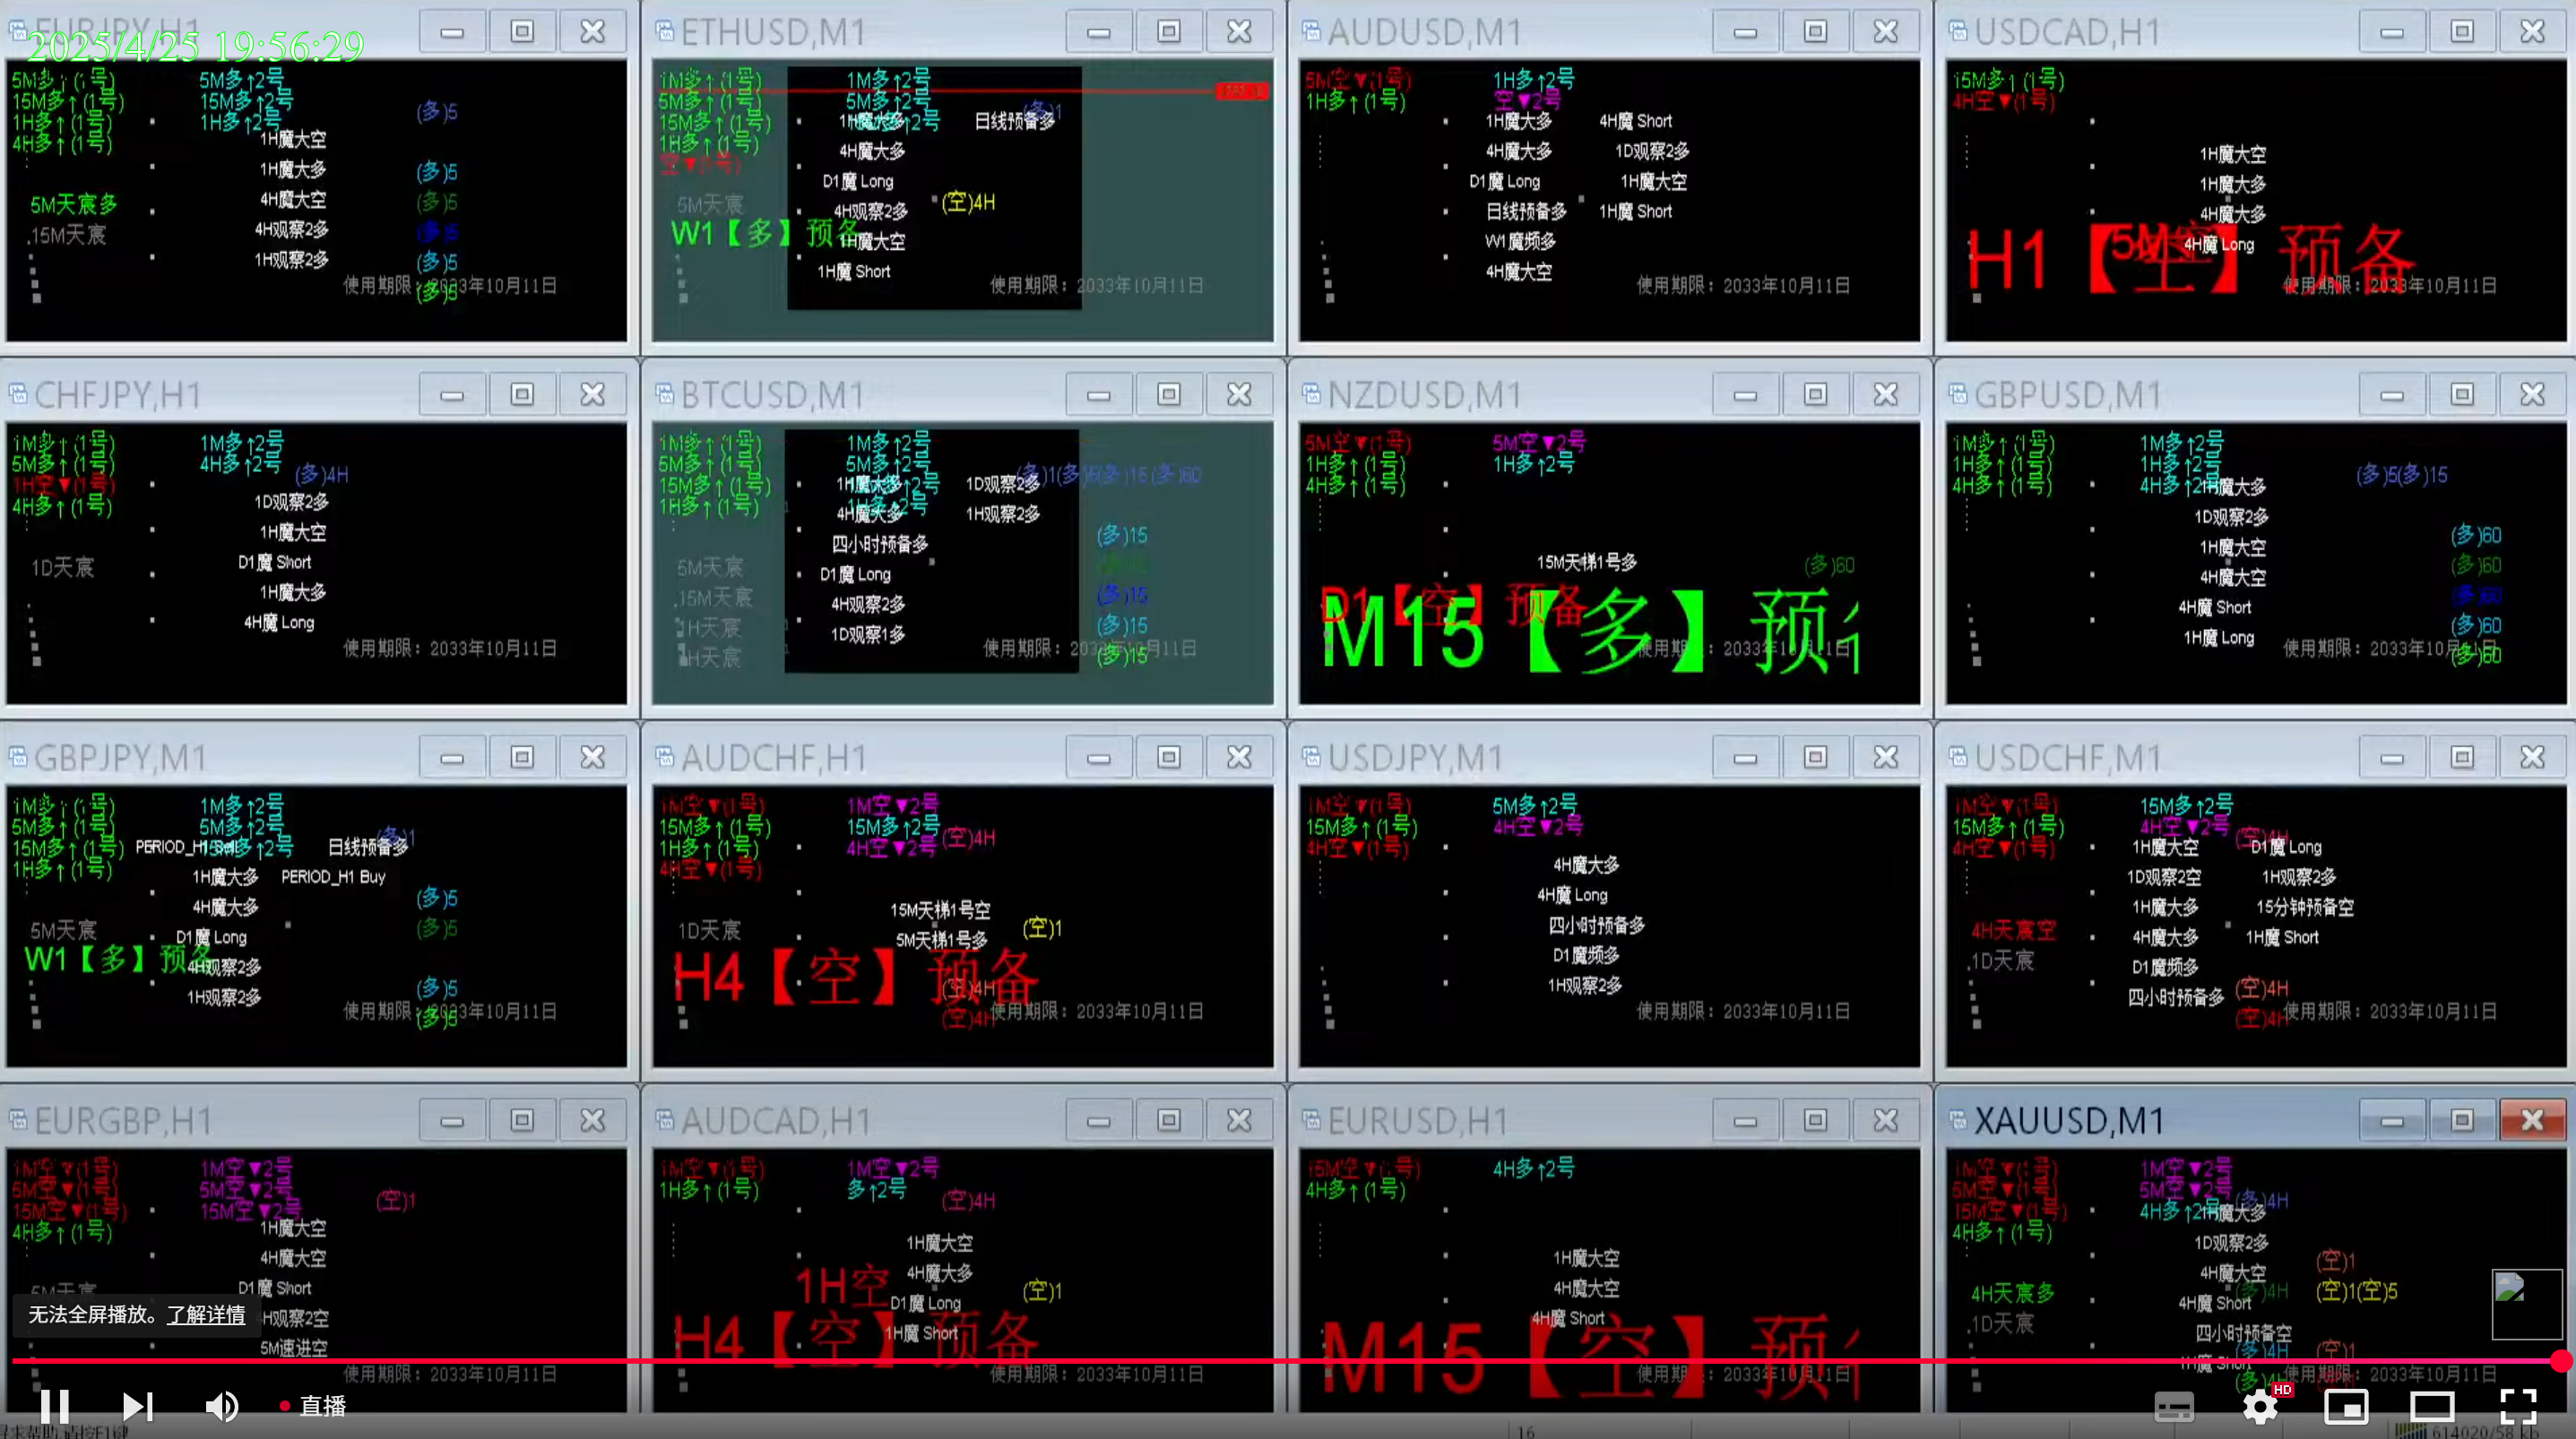 EURJPY,H1
2025/4/25 19:56:29
5M多↑(1号) 5M多↑2号
15M多↑(1号) 15M多↑2号 (多)5
1H多↑(1号) 1H多↑2号
4H多↑(1号) 1H魔大空
1H魔大多 (多)5
5M天宸多 4H魔大空 (多)5
.15M天宸 4H观察2多 (多)5
1H观察2多 (多)5
使用期限：2033年10月11日 (多)5
ETHUSD,M1
1M多↑(1号) 1M多↑2号
5M多↑(1号) 5M多↑2号 (多)1
15M多↑(1号) 1H魔大多 日线预备多
1H多↑(1号) 4H魔大多
空▼(1号)
D1魔 Long
5M天宸 4H观察2多 (空)4H
W1【多】预备 1H魔大空
1H魔 Short
使用期限：2033年10月11日
AUDUSD,M1
5M空▼(1号) 1H多↑2号
1H多↑(1号) 空▼2号
1H魔大多 4H魔 Short
4H魔大多 1D观察2多
D1魔 Long 1H魔大空
日线预备多 1H魔 Short
W1魔频多
4H魔大空
使用期限：2033年10月11日
USDCAD,H1
15M多↑(1号)
4H空▼(1号)
1H魔大空
1H魔大多
4H魔大多
4H魔 Long
H1【空】预备
使用期限：2033年10月11日
CHFJPY,H1
1M多↑(1号) 1M多↑2号
5M多↑(1号) 4H多↑2号 (多)4H
1H空▼(1号)
4H多↑(1号) 1D观察2多
1H魔大空
1D天宸 D1魔 Short
1H魔大多
4H魔 Long
使用期限：2033年10月11日
BTCUSD,M1
1M多↑(1号) 1M多↑2号
5M多↑(1号) 5M多↑2号 (多)1(多)5(多)15(多)60
15M多↑(1号) 1H魔大多 1D观察2多
1H多↑(1号) 4H魔大多 1H观察2多
四小时预备多 (多)15
5M天宸 D1魔 Long
.15M天宸 4H观察2多 (多)15
1H天宸 1D观察1多 (多)15
H天宸 (多)15
使用期限：2033年10月11日
NZDUSD,M1
5M空▼(1号) 5M空▼2号
1H多↑(1号) 1H多↑2号
4H多↑(1号)
15M天梯1号多 (多)60
D1【空】预备
M15【多】预
使用期限：2033年10月11日
GBPUSD,M1
1M多↑(1号) 1M多↑2号
1H多↑(1号) 1H多↑2号 (多)5(多)15
4H多↑(1号) 4H多↑2号 1H魔大多
1D观察2多
1H魔大空 (多)60
4H魔大空 (多)60
4H魔 Short (多)60
1H魔 Long (多)60
使用期限：2033年10月11日 (多)60
GBPJPY,M1
1M多↑(1号) 1M多↑2号
5M多↑(1号) 5M多↑2号 (多)1
15M多↑(1号) PERIOD_H1 15M多↑2号 日线预备多
1H多↑(1号) 1H魔大多 PERIOD_H1 Buy
4H魔大多 (多)5
5M天宸 D1魔 Long (多)5
W1【多】预备 4H观察2多
1H观察2多 (多)5
使用期限：2033年10月11日 (多)5
AUDCHF,H1
1M空▼(1号) 1M空▼2号
15M多↑(1号) 15M多↑2号 (空)4H
1H多↑(1号) 4H空▼2号
4H空▼(1号)
15M天梯1号空
1D天宸 5M天梯1号多 (空)1
H4【空】预备
(空)4H
(空)4H
使用期限：2033年10月11日
USDJPY,M1
1M空▼(1号) 5M多↑2号
15M多↑(1号) 4H空▼2号
4H空▼(1号)
4H魔大多
4H魔 Long
四小时预备多
D1魔频多
1H观察2多
使用期限：2033年10月11日
USDCHF,M1
1M空▼(1号) 15M多↑2号
15M多↑(1号) 4H空▼2号 (空)4H
4H空▼(1号) 1H魔大空 D1魔 Long
1D观察2空 1H观察2多
1H魔大多 15分钟预备空
4H天宸空 4H魔大多 1H魔 Short
.1D天宸 D1魔频多
四小时预备多 (空)4H
(空)4H 使用期限：2033年10月11日
EURGBP,H1
1M空▼(1号) 1M空▼2号
5M空▼(1号) 5M空▼2号 (空)1
15M空▼(1号) 15M空▼2号
4H多↑(1号) 1H魔大空
4H魔大空
5M天宸 D1魔 Short
4H观察2空
5M速进空
使用期限：2033年10月11日
AUDCAD,H1
1M空▼(1号) 1M空▼2号
1H多↑(1号) 多↑2号 (空)4H
1H魔大空
1H空 4H魔大多 (空)1
D1魔 Long
H4【空】预备 1H魔 Short
使用期限：2033年10月11日
EURUSD,H1
15M空▼(1号) 4H多↑2号
4H多↑(1号)
1H魔大空
4H魔大空
4H魔 Short
M15【空】预
使用期限：2033年10月11日
XAUUSD,M1
1M空▼(1号) 1M空▼2号
5M空▼(1号) 5M空▼2号 (多)4H
15M空▼(1号) 4H多↑2号 1H魔大多
4H多↑(1号) 1D观察2多
4H魔大空 (空)1
4H天宸多 4H魔 Short (多)4H (空)1(空)5
.1D天宸 四小时预备空
1H魔 Short (多)4H (空)1
使用期限：2033年10月11日
无法全屏播放。了解详情
直播
HD
16
614020/58 kb